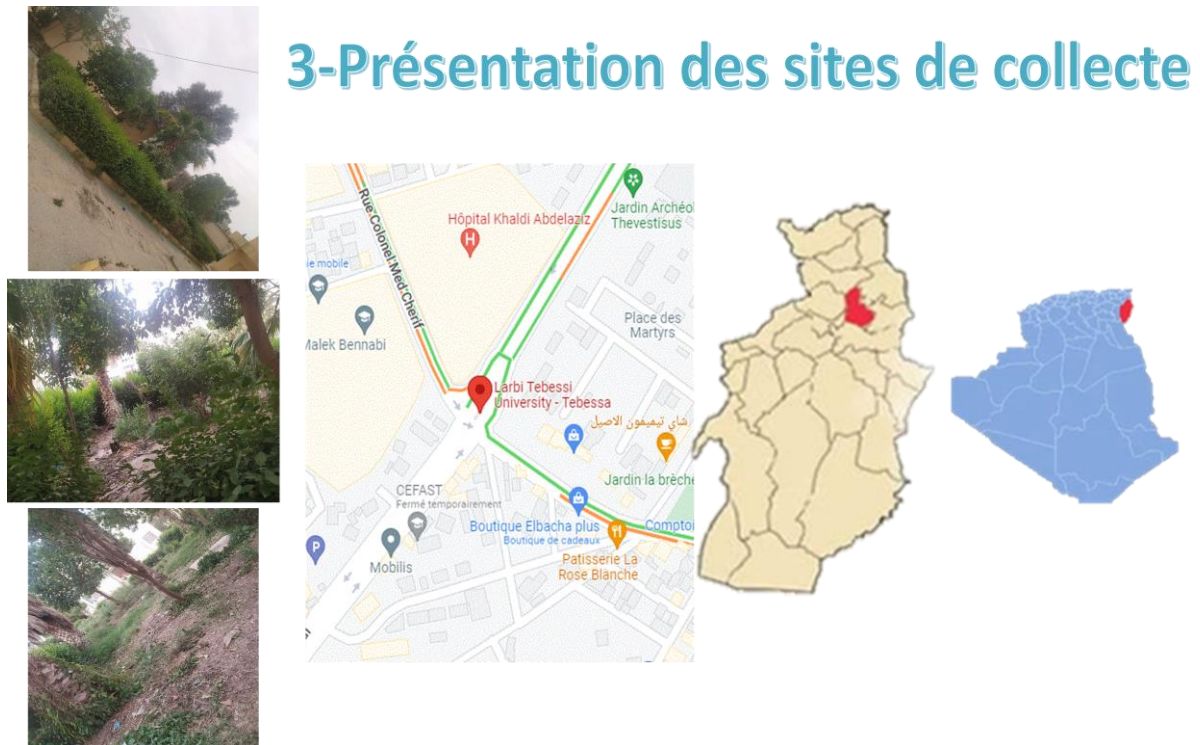 3-Présentation des sites de collecte
Rue Colonel Med Cherif
Hôpital Khaldi Abdelaziz
H
Jardin Archéol
Thevestisus
ie mobile
Malek Bennabi
Place des
Martyrs
Larbi Tebessi
University - Tebessa
شاي تيميمون الاصيل
Jardin la brèche
CEFAST
Fermé temporairement
Boutique Elbacha plus
Boutique de cadeaux
Comptoi
P
Mobilis
Patisserie La
Rose Blanche